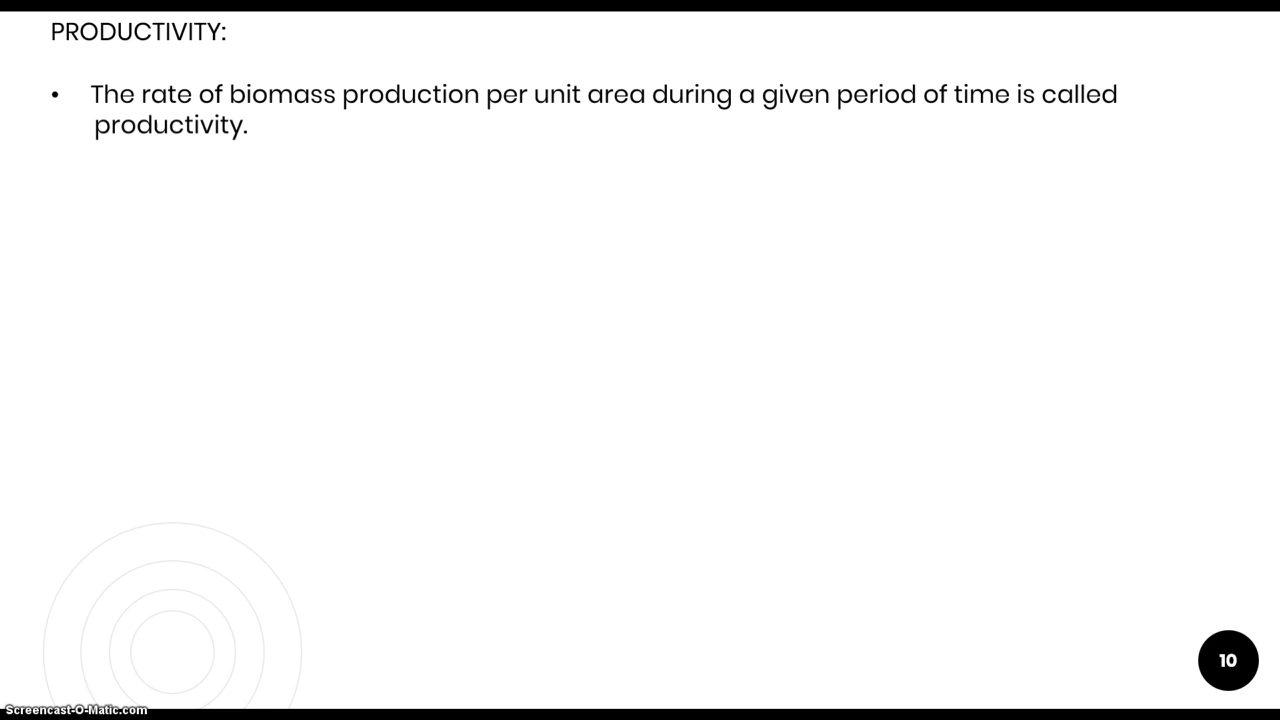 PRODUCTIVITY:
• The rate of biomass production per unit area during a given period of time is called
productivity.
10
Screencast-O-Matic.com